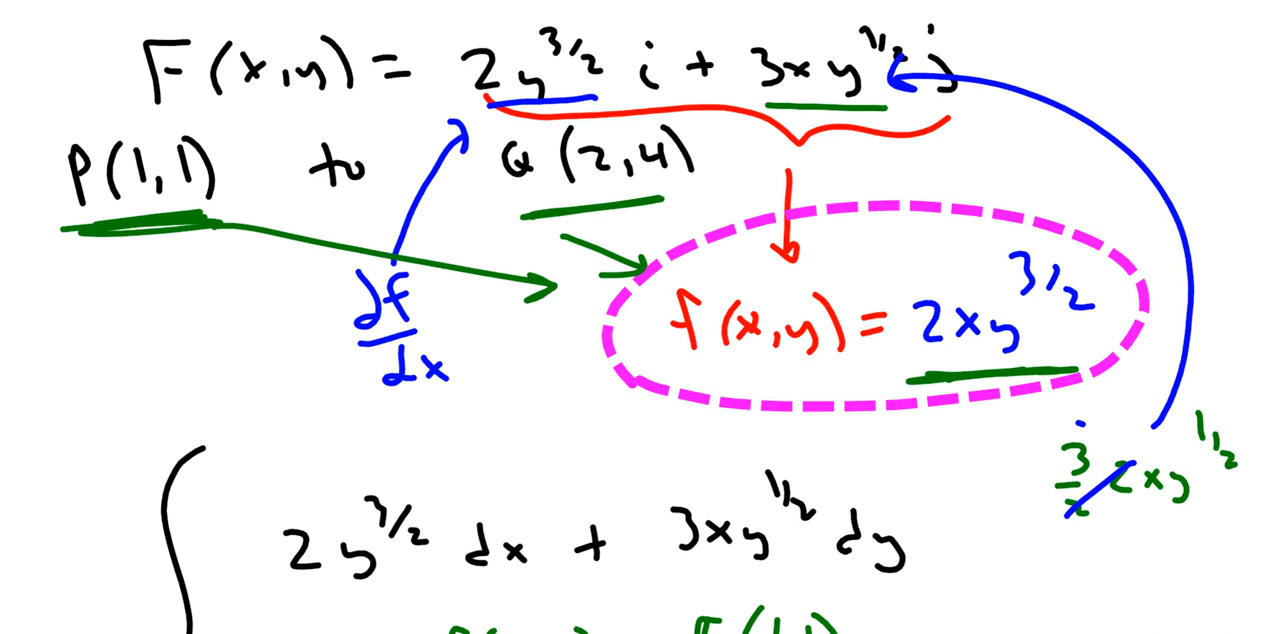 F(x,y) = 2y^{3/2} i + 3xy^{1/2} j
P(1,1) to Q(2,4)
df/dx
f(x,y) = 2xy^{3/2}
3/2 2xy^{1/2}
∫ 2y^{3/2} dx + 3xy^{1/2} dy